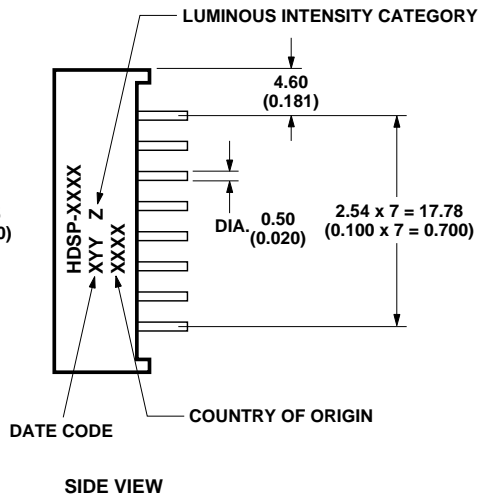 LUMINOUS INTENSITY CATEGORY
4.60
(0.181)
HDSP-XXXX
XYY Z
XXXX
DIA. 0.50
(0.020)
2.54 x 7 = 17.78
(0.100 x 7 = 0.700)
COUNTRY OF ORIGIN
DATE CODE
SIDE VIEW